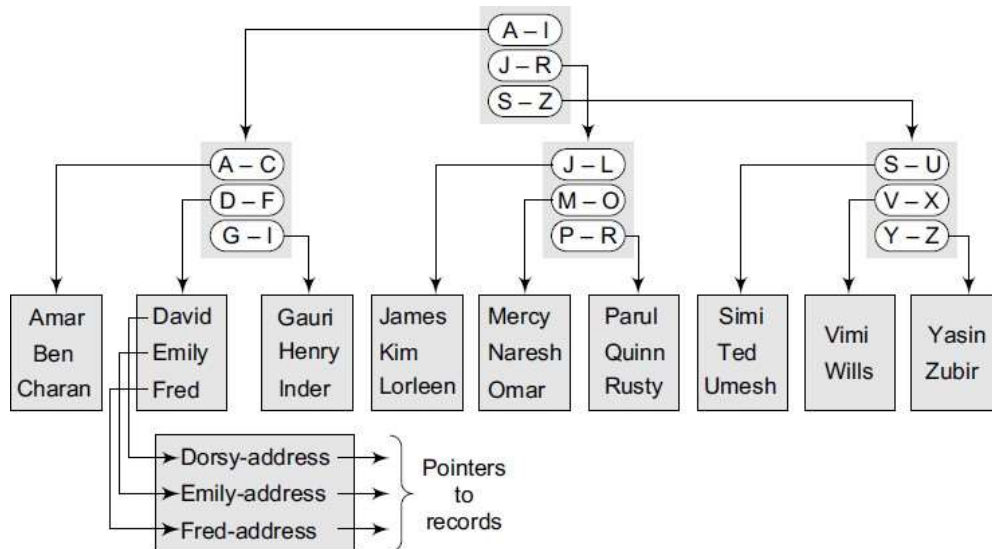 A – I
J – R
S – Z
A – C
D – F
G – I
J – L
M – O
P – R
S – U
V – X
Y – Z
Amar
Ben
Charan
David
Emily
Fred
Gauri
Henry
Inder
James
Kim
Lorleen
Mercy
Naresh
Omar
Parul
Quinn
Rusty
Simi
Ted
Umesh
Vimi
Wills
Yasin
Zubir
Dorsy-address
Emily-address
Fred-address
Pointers
to
records